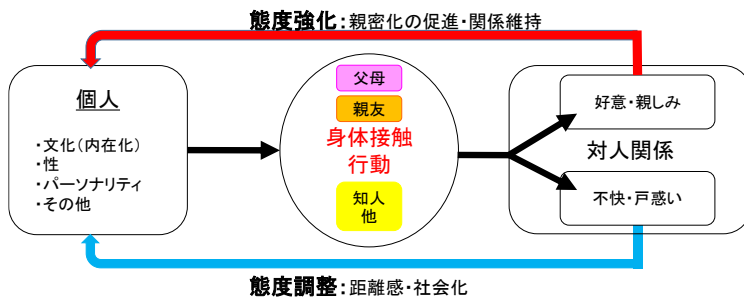 態度強化：親密化の促進・関係維持
個人
・文化（内在化）
・性
・パーソナリティ
・その他
父母
親友
身体接触
行動
知人
他
好意・親しみ
対人関係
不快・戸惑い
態度調整：距離感・社会化